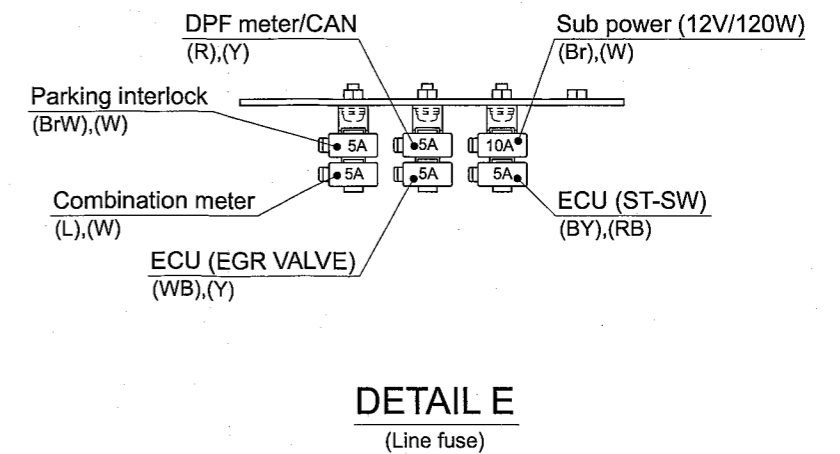 DPF meter/CAN
(R),(Y)
Sub power (12V/120W)
(Br),(W)
Parking interlock
(BrW),(W)
5A
5A
10A
5A
5A
5A
Combination meter
(L),(W)
ECU (ST-SW)
(BY),(RB)
ECU (EGR VALVE)
(WB),(Y)
DETAIL E
(Line fuse)